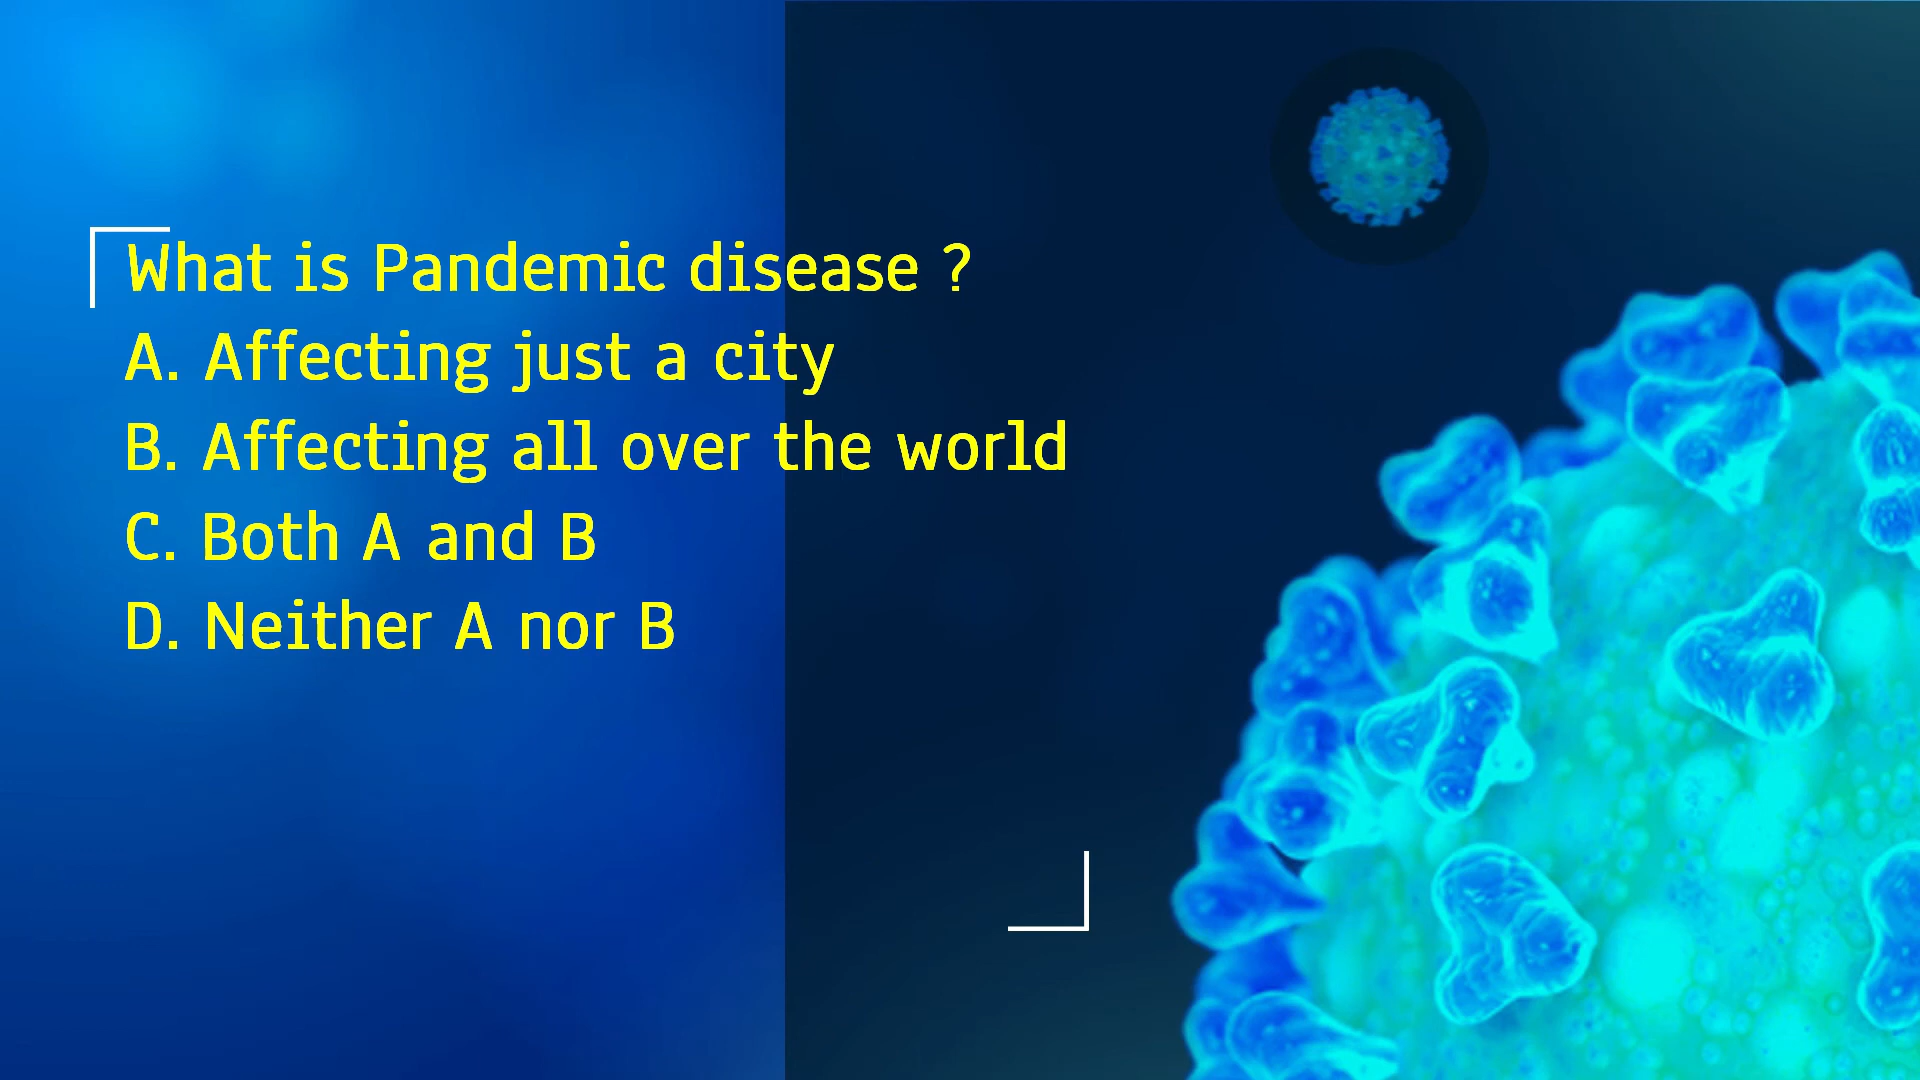 What is Pandemic disease ?
A. Affecting just a city
B. Affecting all over the world
C. Both A and B
D. Neither A nor B